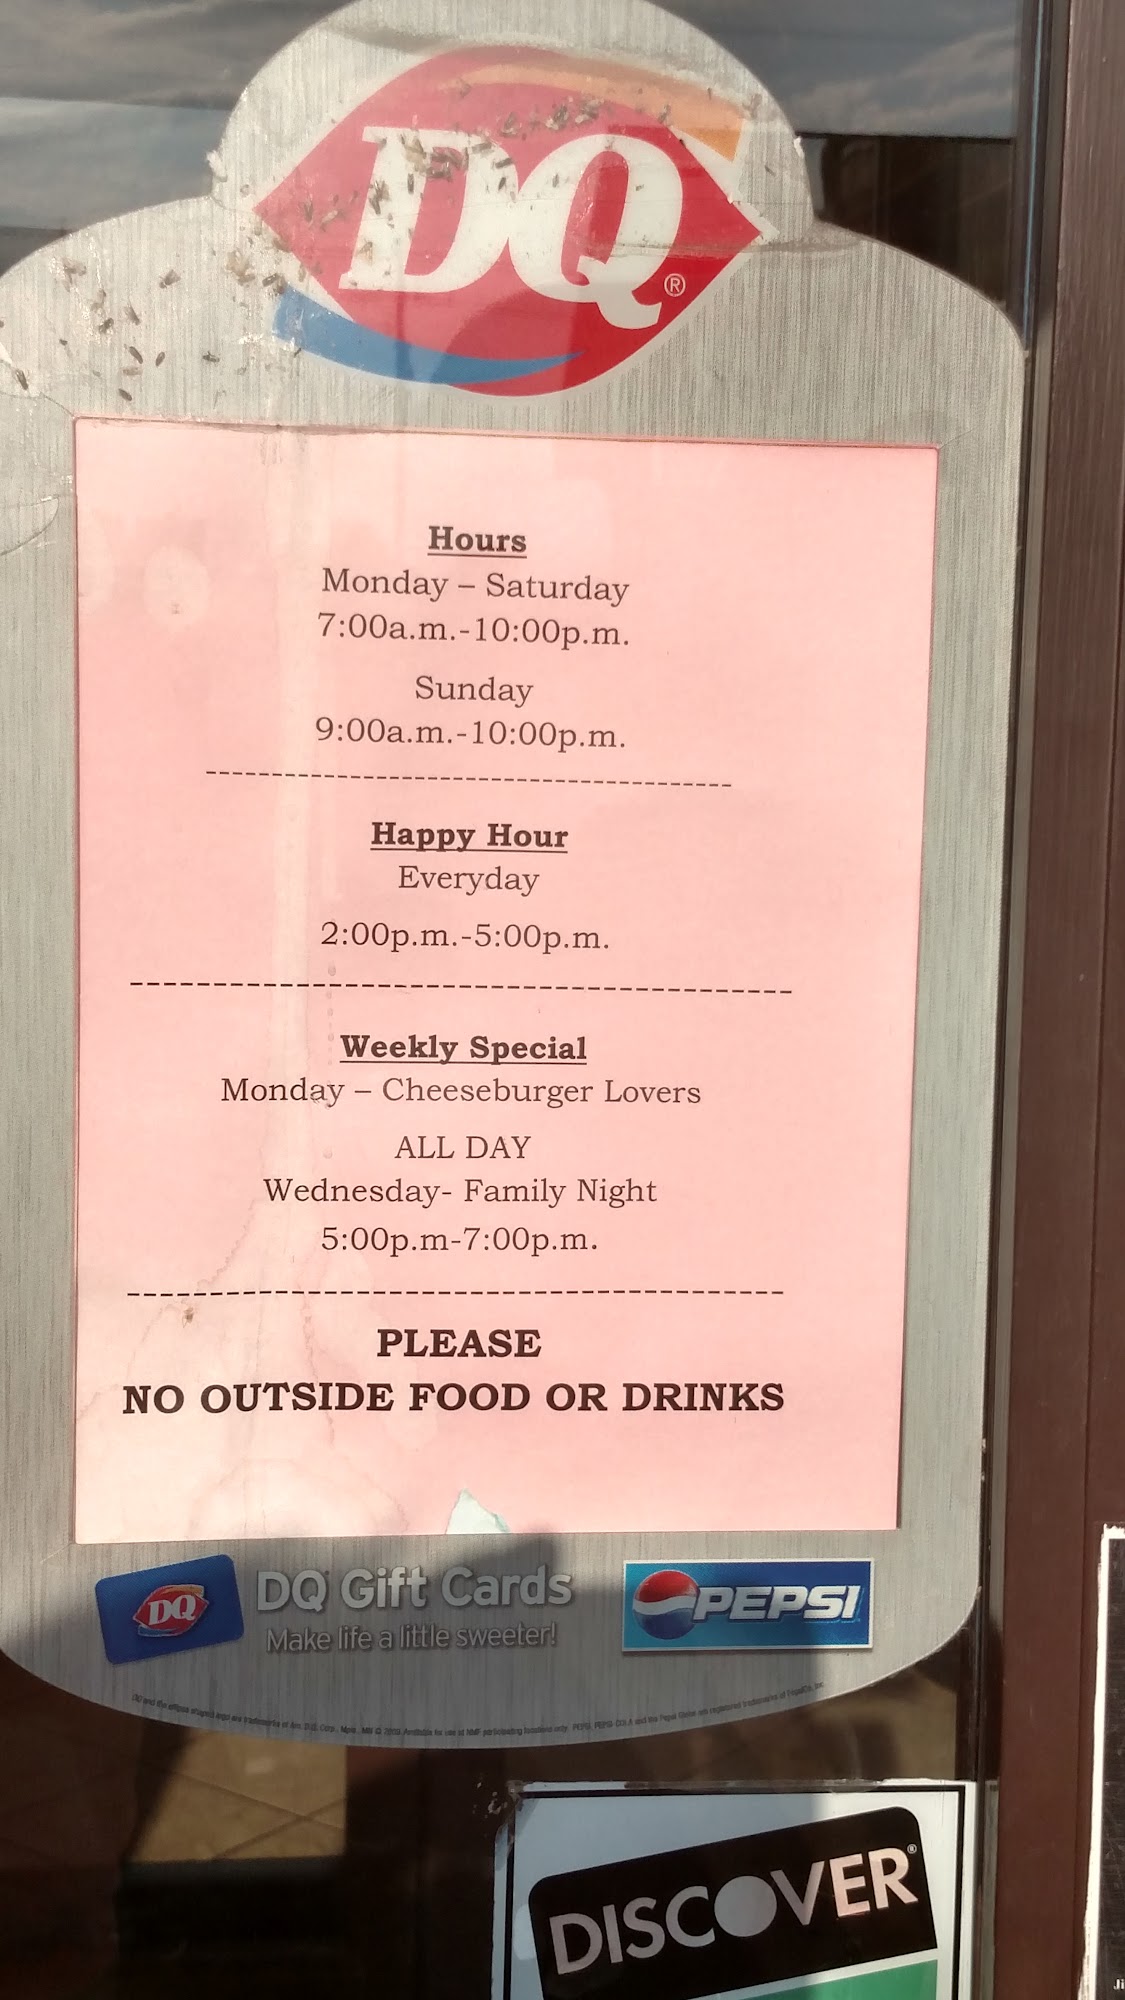 DQ®
Hours
Monday – Saturday
7:00a.m.-10:00p.m.
Sunday
9:00a.m.-10:00p.m.
----------------------------------------
Happy Hour
Everyday
2:00p.m.-5:00p.m.
----------------------------------------
Weekly Special
Monday – Cheeseburger Lovers
ALL DAY
Wednesday- Family Night
5:00p.m-7:00p.m.
----------------------------------------
PLEASE
NO OUTSIDE FOOD OR DRINKS
DQ
DQ Gift Cards
Make life a little sweeter!
PEPSI
DISCOVER®